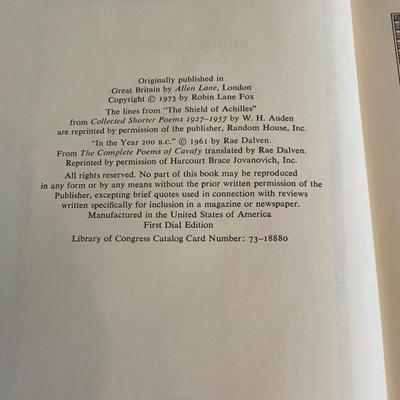 Originally published in
Great Britain by Allen Lane, London
Copyright © 1973 by Robin Lane Fox
The lines from "The Shield of Achilles"
from Collected Shorter Poems 1927-1957 by W. H. Auden
are reprinted by permission of the publisher, Random House, Inc.
"In the Year 200 B.C." © 1961 by Rae Dalven.
From The Complete Poems of Cavafy translated by Rae Dalven.
Reprinted by permission of Harcourt Brace Jovanovich, Inc.
All rights reserved. No part of this book may be reproduced
in any form or by any means without the prior written permission of the
Publisher, excepting brief quotes used in connection with reviews
written specifically for inclusion in a magazine or newspaper.
Manufactured in the United States of America
First Dial Edition
Library of Congress Catalog Card Number: 73-18880